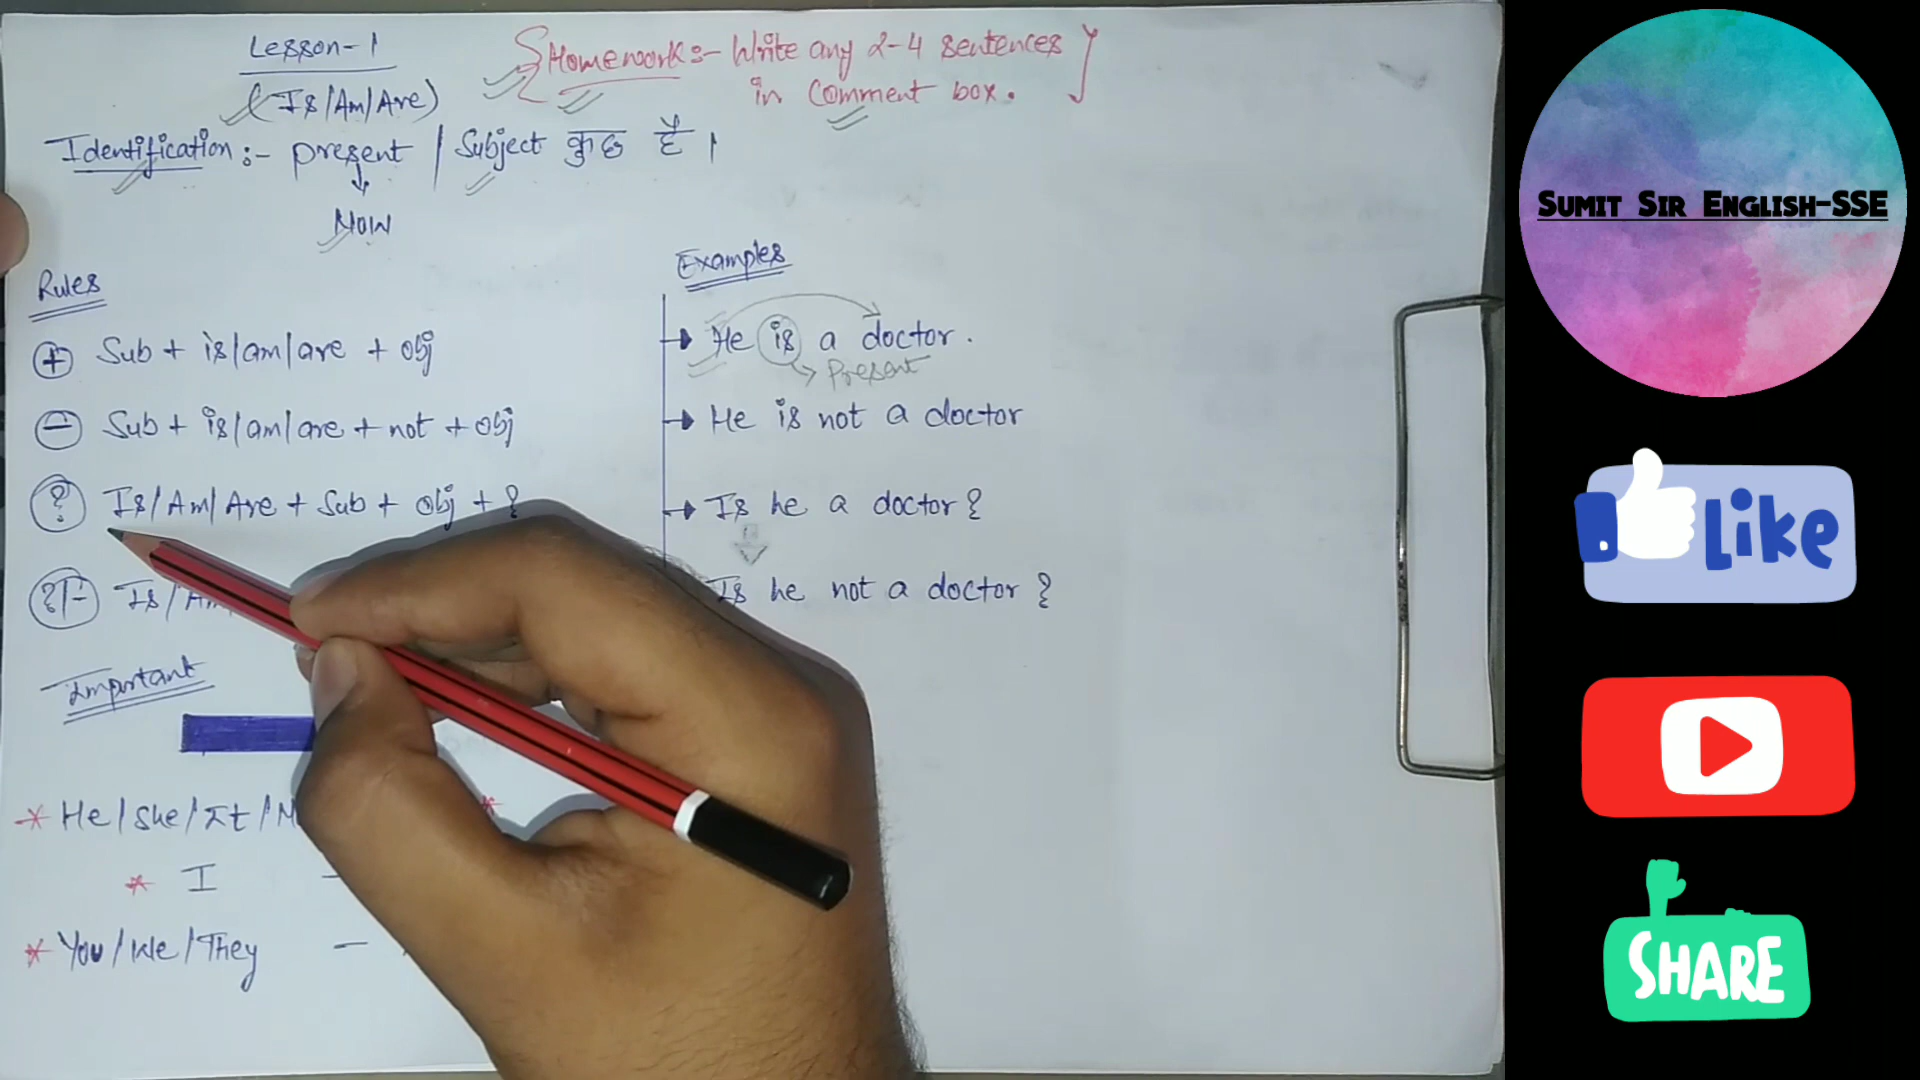 Lesson-1
(Is/Am/Are)
{Homework:- Write any 2-4 sentences
in comment box. }
Identification:- present / Subject कुछ है।
Now
Rules
+ Sub + is/am/are + obj
- Sub + is/am/are + not + obj
? Is/Am/Are + Sub + obj + ?
?/- Is/Am
Important
* He/She/It/N
* I -
* You/We/They -
*
Examples
He is a doctor.
Present
He is not a doctor
Is he a doctor?
Is he not a doctor?
SUMIT SIR ENGLISH-SSE
Like
SHARE